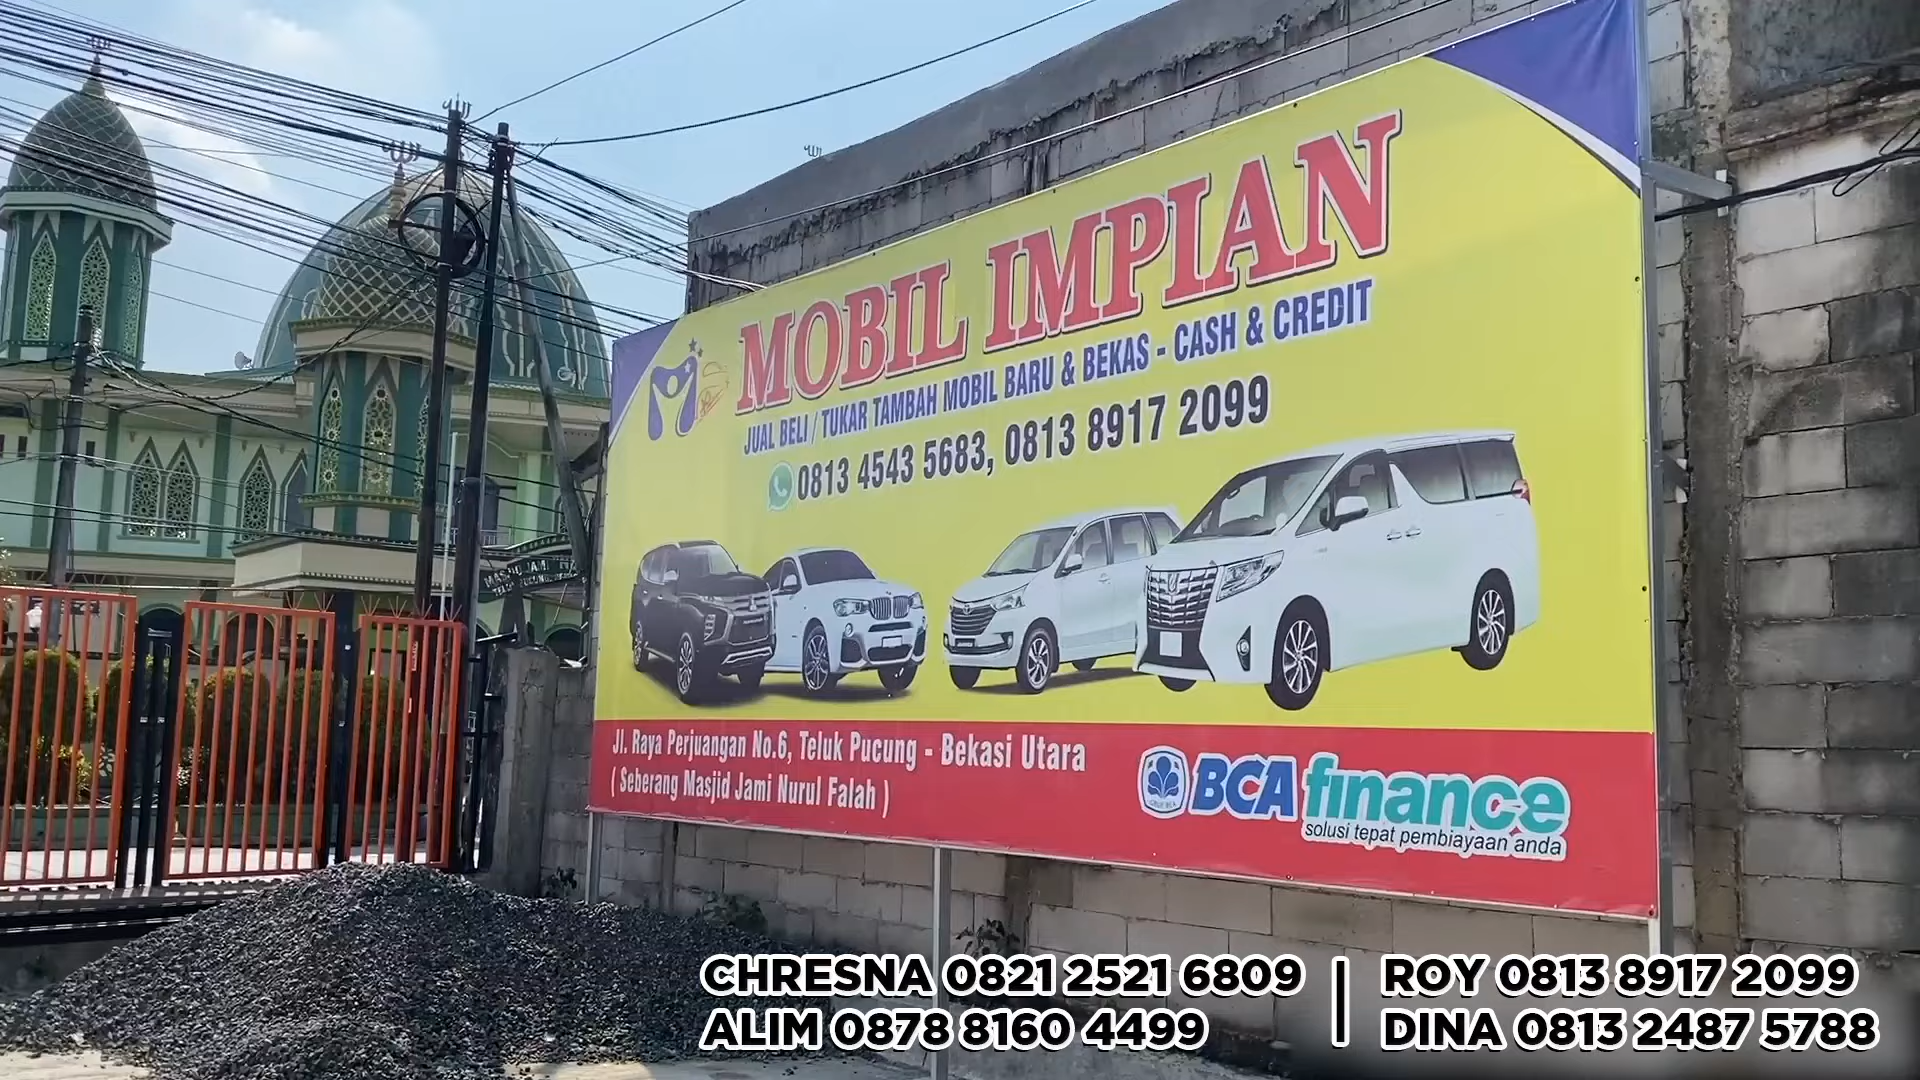 MOBIL IMPIAN
JUAL BELI / TUKAR TAMBAH MOBIL BARU & BEKAS - CASH & CREDIT
0813 4543 5683, 0813 8917 2099
Jl. Raya Perjuangan No.6, Teluk Pucung - Bekasi Utara
( Seberang Masjid Jami Nurul Falah )
BCA finance
solusi tepat pembiayaan anda
MASJID JAMI
CHRESNA 0821 2521 6809
ALIM 0878 8160 4499
ROY 0813 8917 2099
DINA 0813 2487 5788